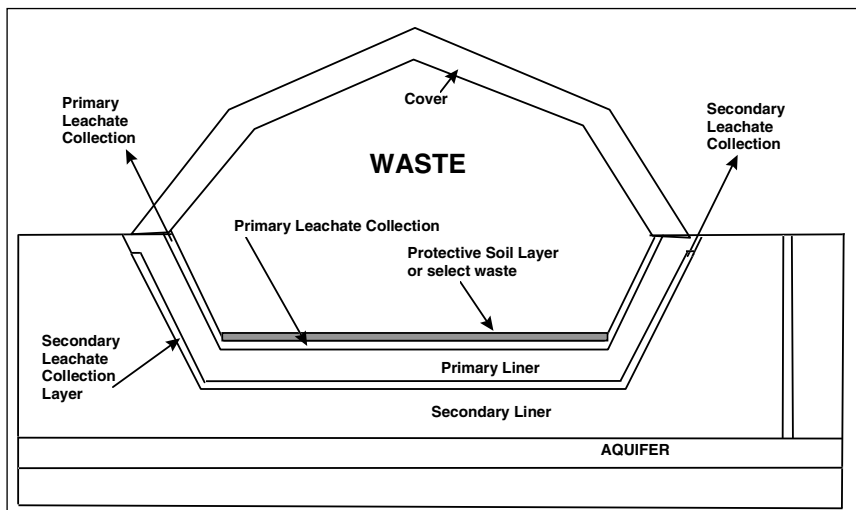 Cover
Primary
Leachate
Collection
Secondary
Leachate
Collection
WASTE
Primary Leachate Collection
Protective Soil Layer
or select waste
Secondary
Leachate
Collection
Layer
Primary Liner
Secondary Liner
AQUIFER